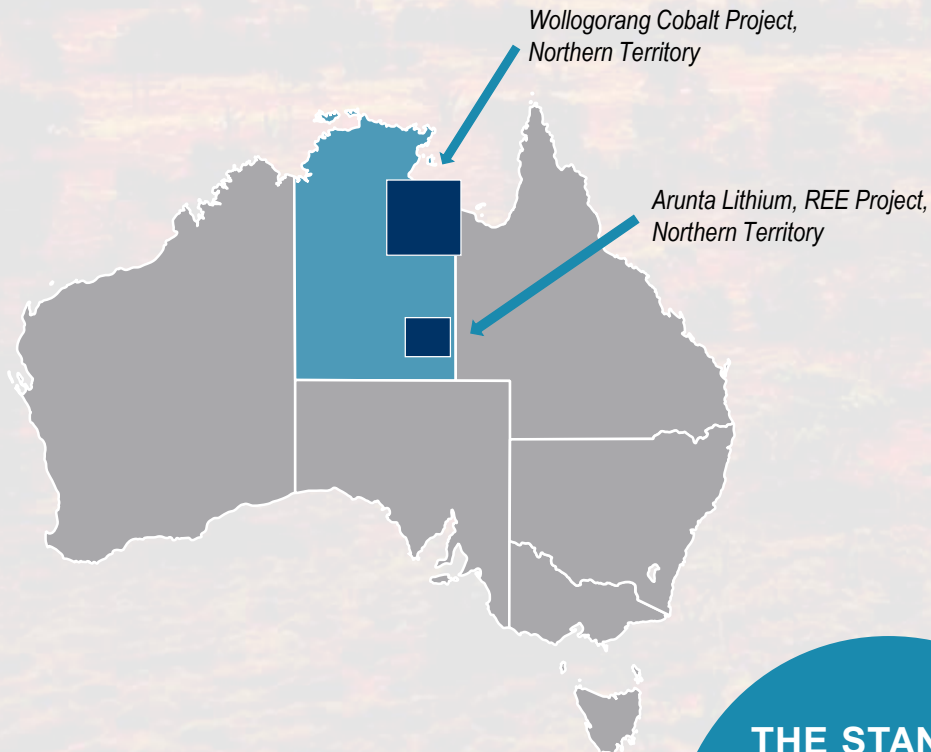 Wollogorang Cobalt Project,
Northern Territory
Arunta Lithium, REE Project,
Northern Territory
THE STAN